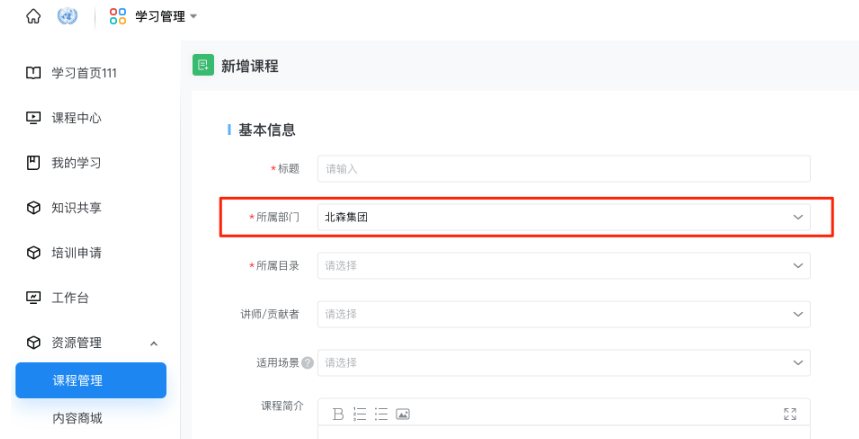 学习管理
学习首页111
课程中心
我的学习
知识共享
培训申请
工作台
资源管理
课程管理
内容商城
新增课程
基本信息
*标题 请输入
*所属部门 北森集团
*所属目录 请选择
讲师/贡献者 请选择
适用场景? 请选择
课程简介
B